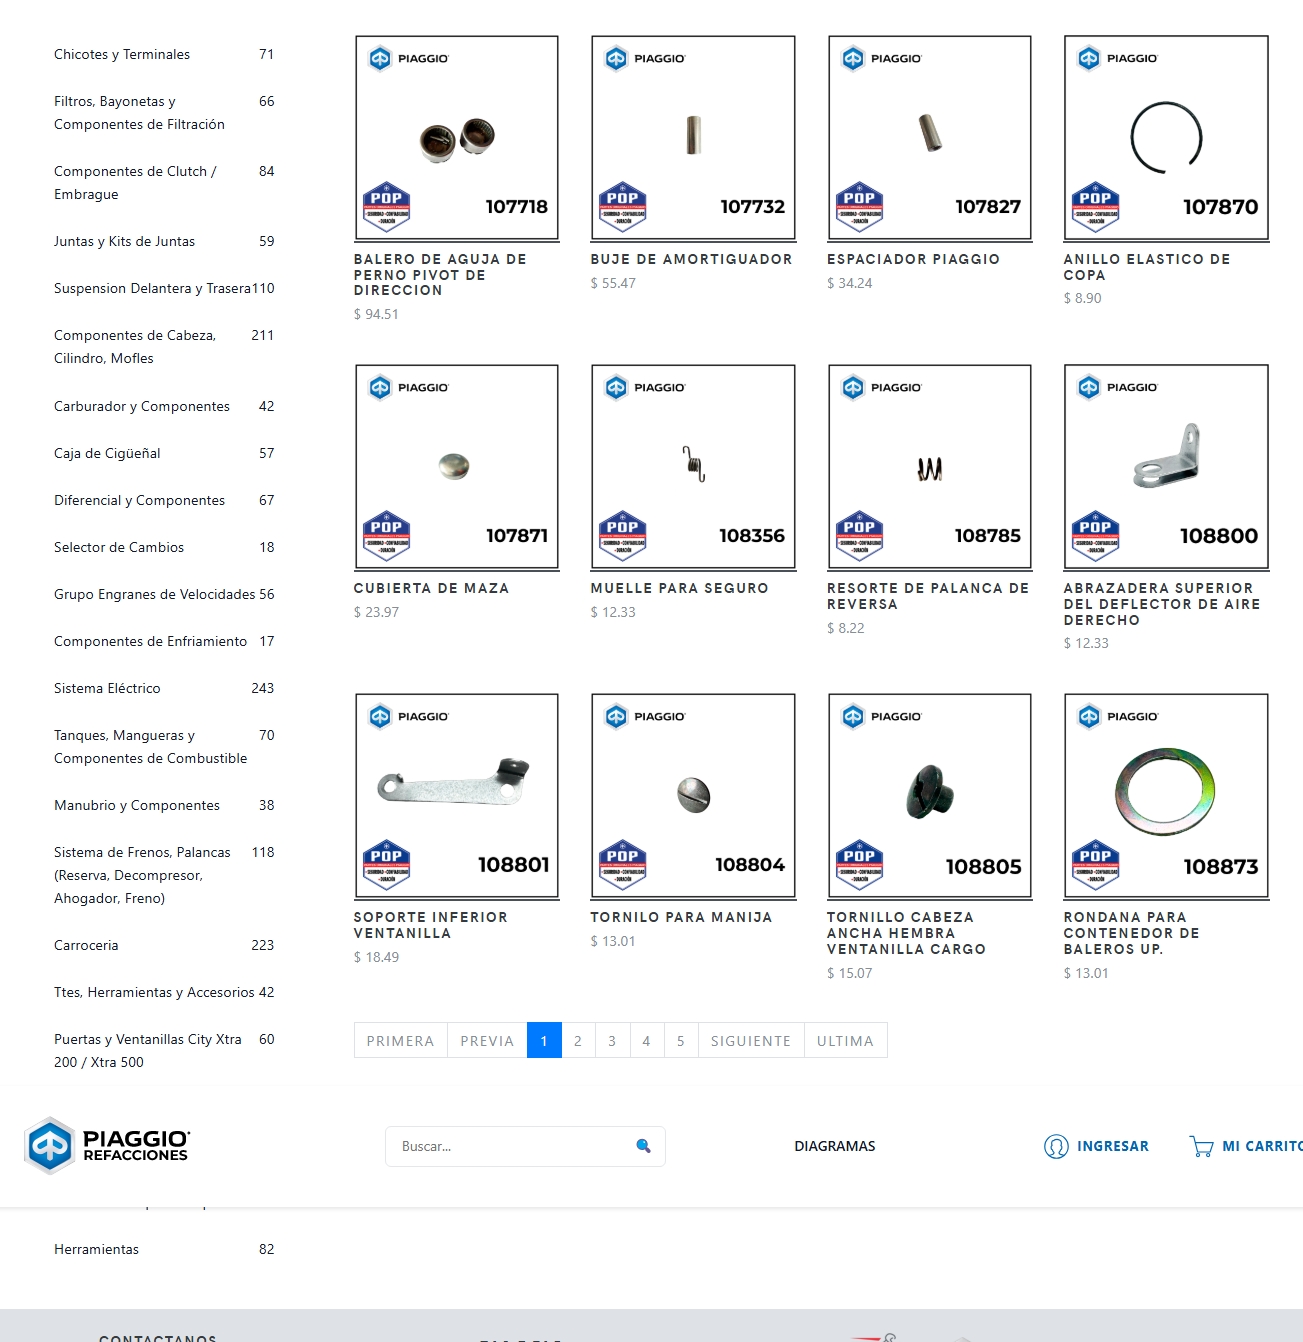 Chicotes y Terminales 71
Filtros, Bayonetas y 66
Componentes de Filtración
Componentes de Clutch / 84
Embrague
Juntas y Kits de Juntas 59
Suspension Delantera y Trasera 110
Componentes de Cabeza, 211
Cilindro, Mofles
Carburador y Componentes 42
Caja de Cigüeñal 57
Diferencial y Componentes 67
Selector de Cambios 18
Grupo Engranes de Velocidades 56
Componentes de Enfriamiento 17
Sistema Eléctrico 243
Tanques, Mangueras y 70
Componentes de Combustible
Manubrio y Componentes 38
Sistema de Frenos, Palancas 118
(Reserva, Decompresor,
Ahogador, Freno)
Carroceria 223
Ttes, Herramientas y Accesorios 42
Puertas y Ventanillas City Xtra 60
200 / Xtra 500
PIAGGIO
POP
107718
BALERO DE AGUJA DE
PERNO PIVOT DE
DIRECCION
$ 94.51
PIAGGIO
POP
107732
BUJE DE AMORTIGUADOR
$ 55.47
PIAGGIO
POP
107827
ESPACIADOR PIAGGIO
$ 34.24
PIAGGIO
POP
107870
ANILLO ELASTICO DE
COPA
$ 8.90
PIAGGIO
POP
107871
CUBIERTA DE MAZA
$ 23.97
PIAGGIO
POP
108356
MUELLE PARA SEGURO
$ 12.33
PIAGGIO
POP
108785
RESORTE DE PALANCA DE
REVERSA
$ 8.22
PIAGGIO
POP
108800
ABRAZADERA SUPERIOR
DEL DEFLECTOR DE AIRE
DERECHO
$ 12.33
PIAGGIO
POP
108801
SOPORTE INFERIOR
VENTANILLA
$ 18.49
PIAGGIO
POP
108804
TORNILO PARA MANIJA
$ 13.01
PIAGGIO
POP
108805
TORNILLO CABEZA
ANCHA HEMBRA
VENTANILLA CARGO
$ 15.07
PIAGGIO
POP
108873
RONDANA PARA
CONTENEDOR DE
BALEROS UP.
$ 13.01
PRIMERA PREVIA 1 2 3 4 5 SIGUIENTE ULTIMA
PIAGGIO
REFACCIONES
Buscar...
DIAGRAMAS
INGRESAR
MI CARRITO
Herramientas 82
CONTACTANOS